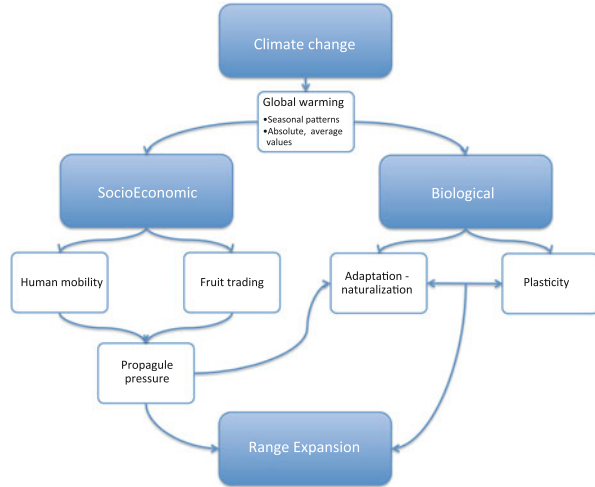 Climate change
Global warming
•Seasonal patterns
•Absolute, average
values
SocioEconomic
Biological
Human mobility
Fruit trading
Adaptation -
naturalization
Plasticity
Propagule
pressure
Range Expansion